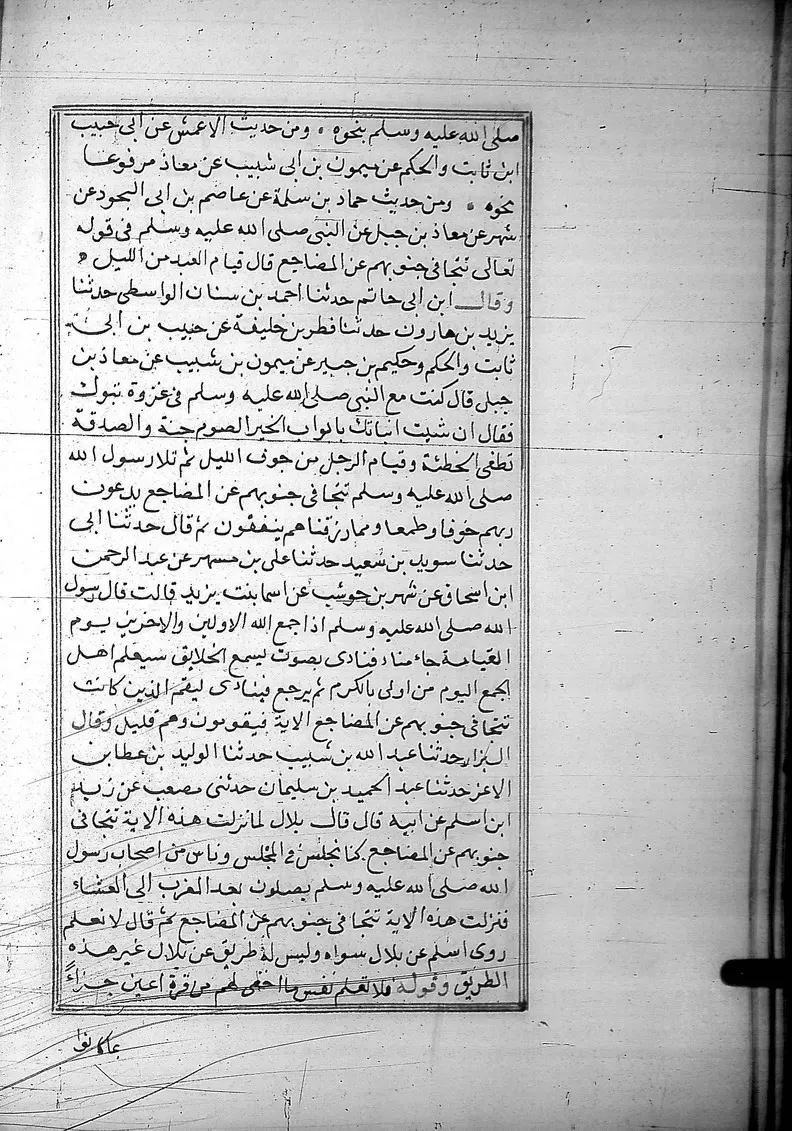 صلى الله عليه وسلم بنحوه ۰ ومن حديث الاعمش عن ابى حبيب
ابن ثابت والحكم عن ميمون بن ابى شبيب عن معاذ مرفوعا
بنحوه ۰ ومن حديث حماد بن سلمة عن عاصم بن ابى النجود عن
شهر عن معاذ بن جبل عن النبى صلى الله عليه وسلم فى قوله
تعالى تتجافى جنوبهم عن المضاجع قال قيام العبد من الليل
وقال ابن ابى حاتم حدثنا احمد بن سنان الواسطى حدثنا
يزيد بن هارون حدثنا فطر بن خليفة عن حبيب بن ابى
ثابت والحكم وحكيم بن جبير عن ميمون بن شبيب عن معاذ بن
جبل قال كنت مع النبى صلى الله عليه وسلم فى غزوة تبوك
فقال ان شئت انباتك بابواب الخير الصوم جنة والصدقة
تطفى الخطئة وقيام الرجل من جوف الليل ثم تلا رسول الله
صلى الله عليه وسلم تتجافى جنوبهم عن المضاجع يدعون
ربهم خوفا وطمعا ومما رزقناهم ينفقون ثم قال حدثنا ابى
حدثنا سويد بن سعيد حدثنا على بن مسهر عن عبد الرحمن
ابن اسحاق عن شهر بن حوشب عن اسما بنت يزيد قالت قال رسول
الله صلى الله عليه وسلم اذا جمع الله الاولين والاخرين يوم
القيامة جاء مناد فنادى بصوت يسمع الخلايق سيعلم اهل
الجمع اليوم من اولى بالكرم ثم يرجع فينادى ليقم الذين كانت
تتجافى جنوبهم عن المضاجع الاية فيقومون وهم قليل وقال
البزار حدثنا عبد الله بن شبيب حدثنا الوليد بن عطا بن
الاعز حدثنا عبد الحميد بن سليمان حدثنى مصعب عن زيد
ابن اسلم عن ابيه قال قال بلال لما نزلت هذه الاية تتجافى
جنوبهم عن المضاجع كنا نجلس فى المجلس وناس من اصحاب رسول
الله صلى الله عليه وسلم يصلون بعد المغرب الى العشاء
فنزلت هذه الاية تتجافى جنوبهم عن المضاجع ثم قال لا نعلم
روى اسلم عن بلال سواه وليس له طريق عن بلال غير هذه
الطريق وقوله فلا تعلم نفس ما اخفى لهم من قرة اعين جزاءً
بما كانوا